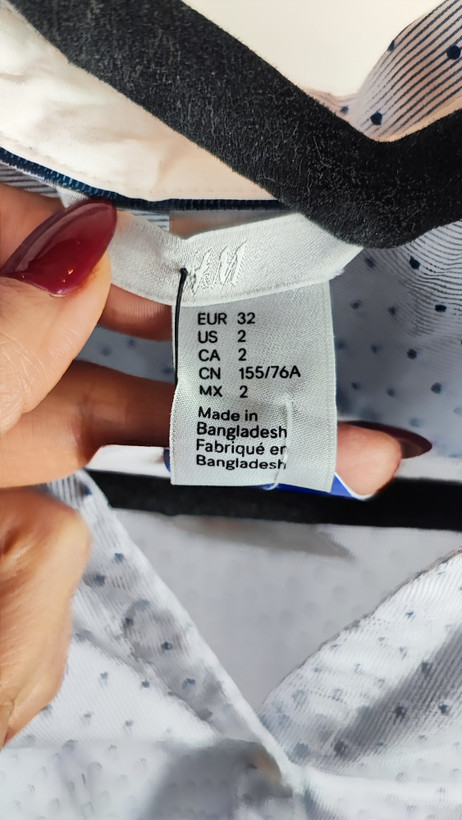 H&M
EUR 32
US 2
CA 2
CN 155/76A
MX 2
Made in
Bangladesh
Fabriqué en
Bangladesh